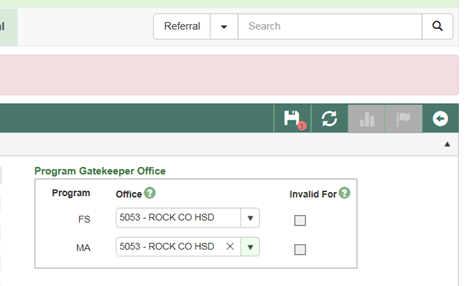 Referral Search
Program Gatekeeper Office
Program Office Invalid For
FS 5053 - ROCK CO HSD
MA 5053 - ROCK CO HSD